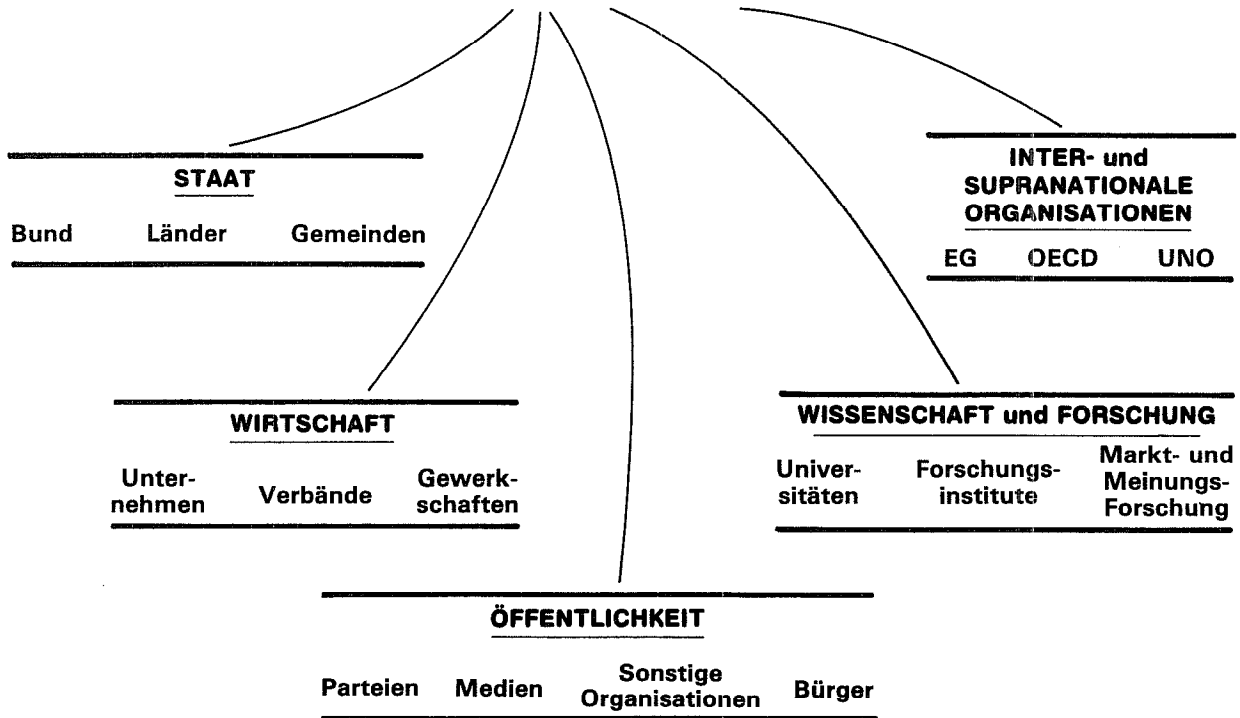 STAAT
Bund Länder Gemeinden
INTER- und
SUPRANATIONALE
ORGANISATIONEN
EG OECD UNO
WIRTSCHAFT
Unter-
nehmen
Verbände
Gewerk-
schaften
WISSENSCHAFT und FORSCHUNG
Univer-
sitäten
Forschungs-
institute
Markt- und
Meinungs-
Forschung
ÖFFENTLICHKEIT
Parteien
Medien
Sonstige
Organisationen
Bürger